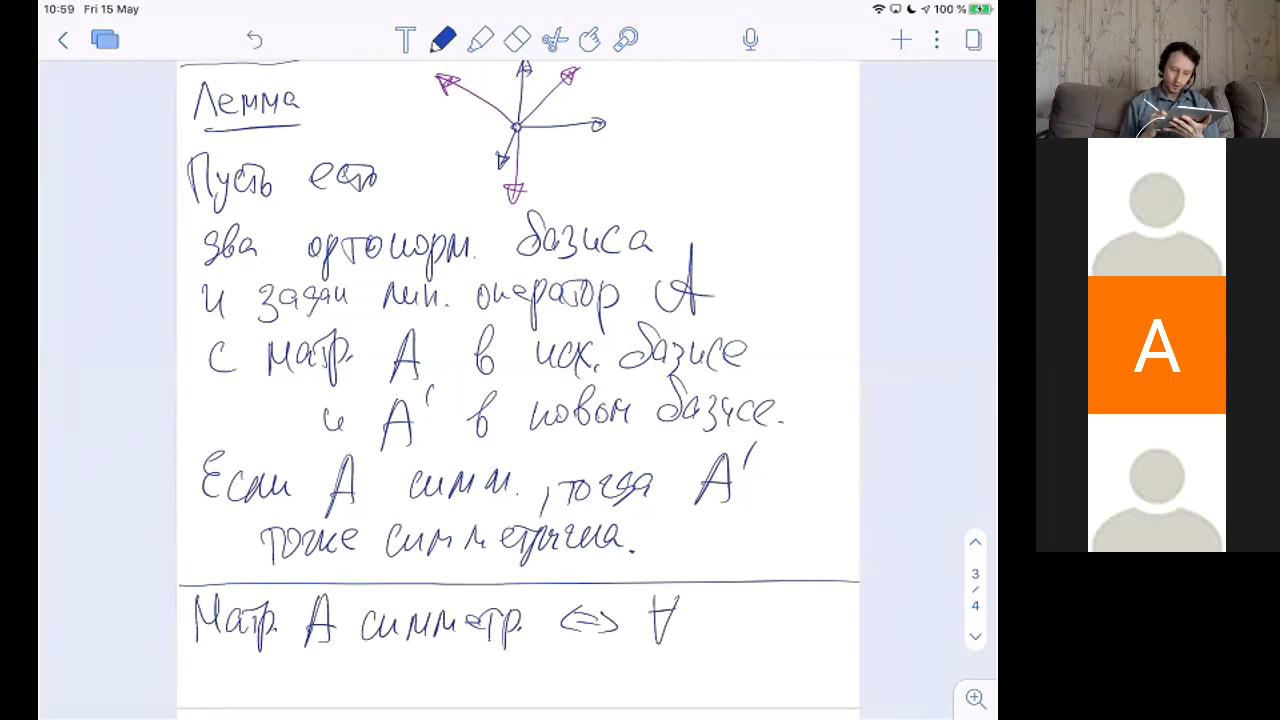 10:59 Fri 15 May
100 %
T
Лемма
Пусть есть
два ортонорм. базиса
и задан лин. оператор A
с матр. A в исх. базисе
и A' в новом базисе.
Если A симм., тогда A'
тоже симметрична.
Матр. A симметр. ⇔ ∀
3
/
4
A